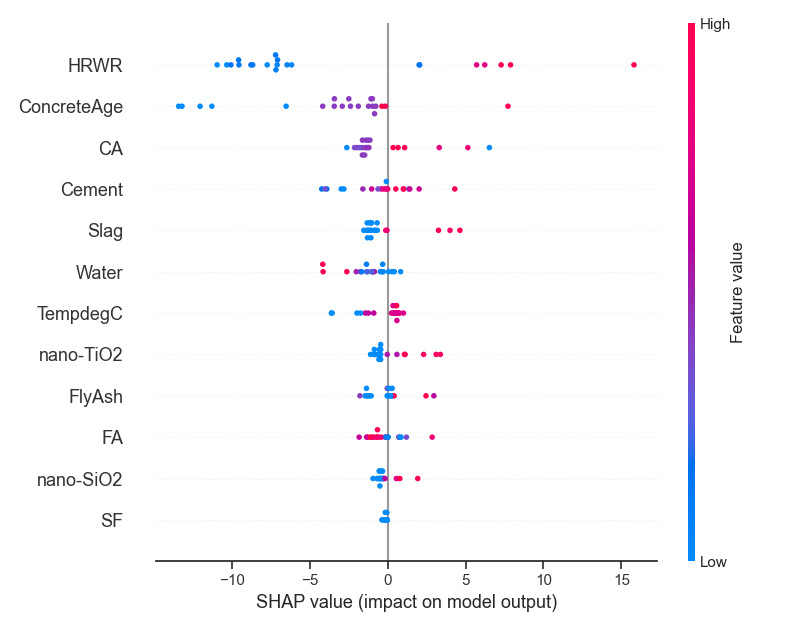 High
HRWR
ConcreteAge
CA
Cement
Slag
Water
TempdegC
nano-TiO2
FlyAsh
FA
nano-SiO2
SF
Feature value
Low
−10 −5 0 5 10 15
SHAP value (impact on model output)